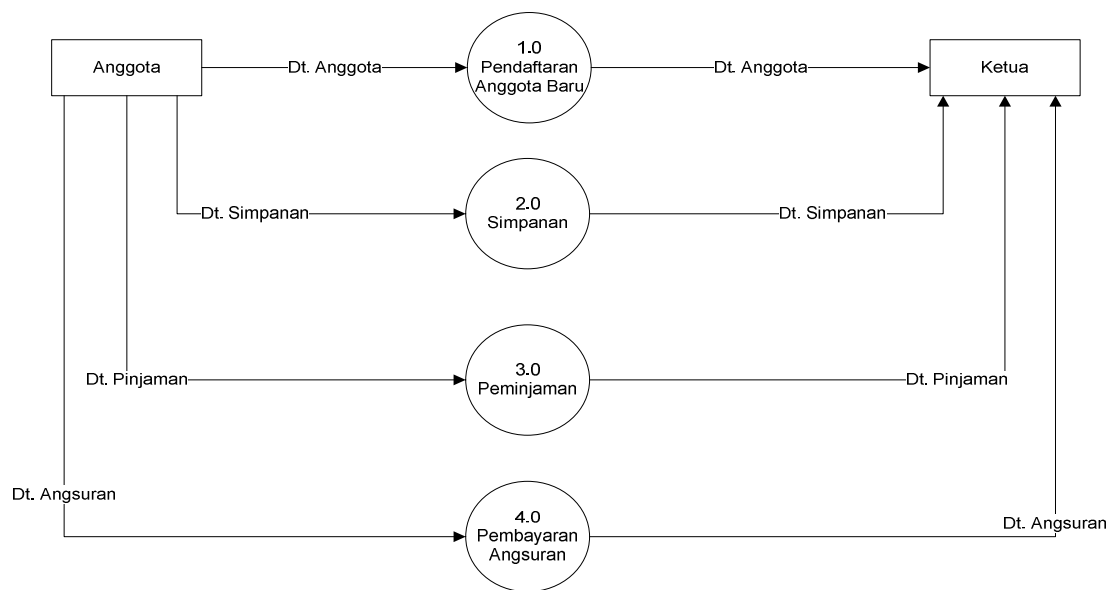 Anggota
Dt. Anggota
1.0
Pendaftaran
Anggota Baru
Dt. Anggota
Ketua
Dt. Simpanan
2.0
Simpanan
Dt. Simpanan
Dt. Pinjaman
3.0
Peminjaman
Dt. Pinjaman
Dt. Angsuran
4.0
Pembayaran
Angsuran
Dt. Angsuran